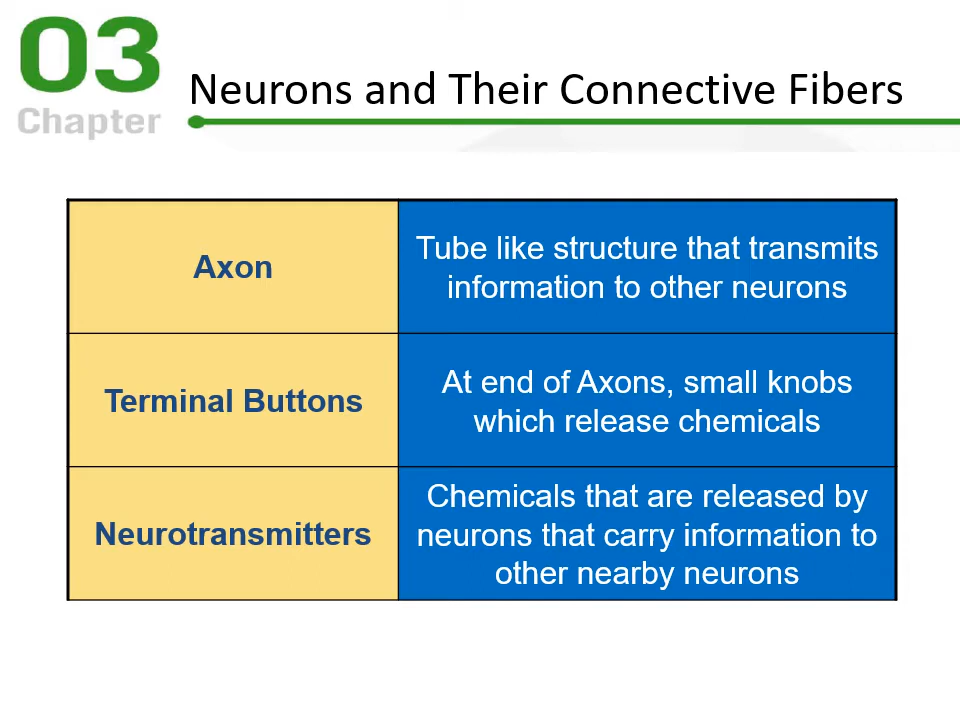 03
Chapter
Neurons and Their Connective Fibers
Axon
Tube like structure that transmits
information to other neurons
Terminal Buttons
At end of Axons, small knobs
which release chemicals
Neurotransmitters
Chemicals that are released by
neurons that carry information to
other nearby neurons